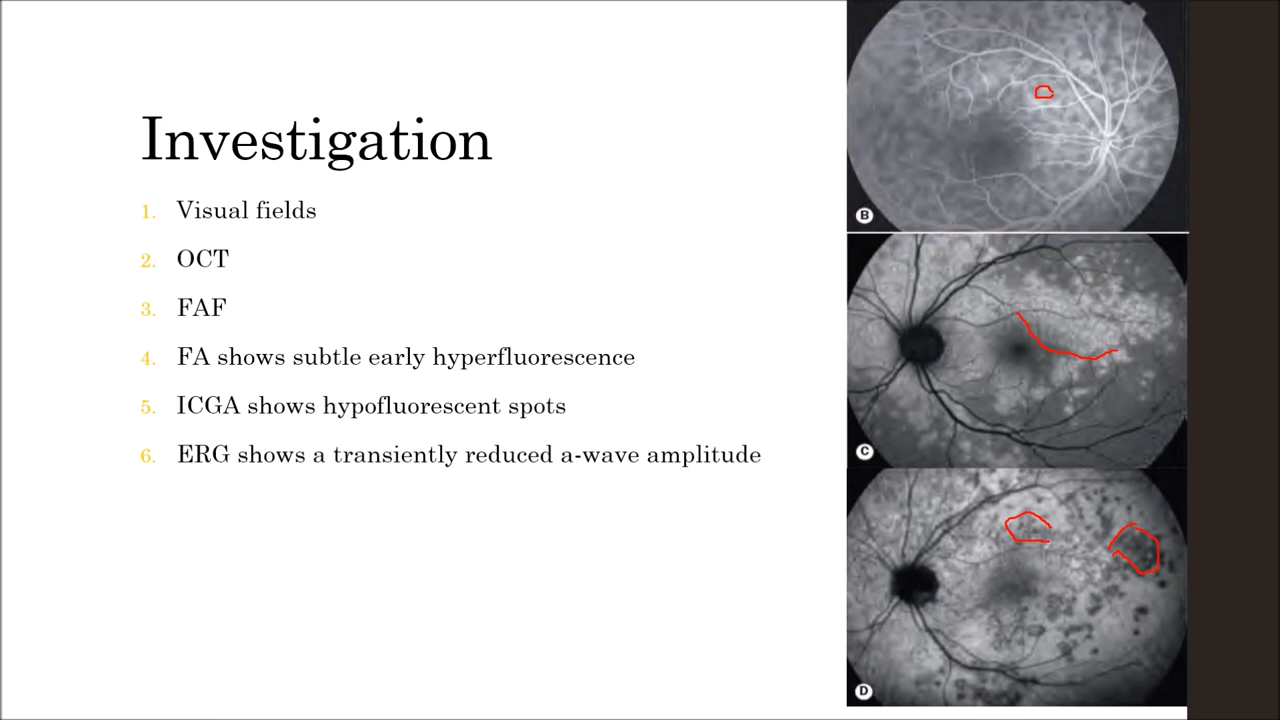 Investigation
1. Visual fields
2. OCT
3. FAF
4. FA shows subtle early hyperfluorescence
5. ICGA shows hypofluorescent spots
6. ERG shows a transiently reduced a-wave amplitude
B
C
D